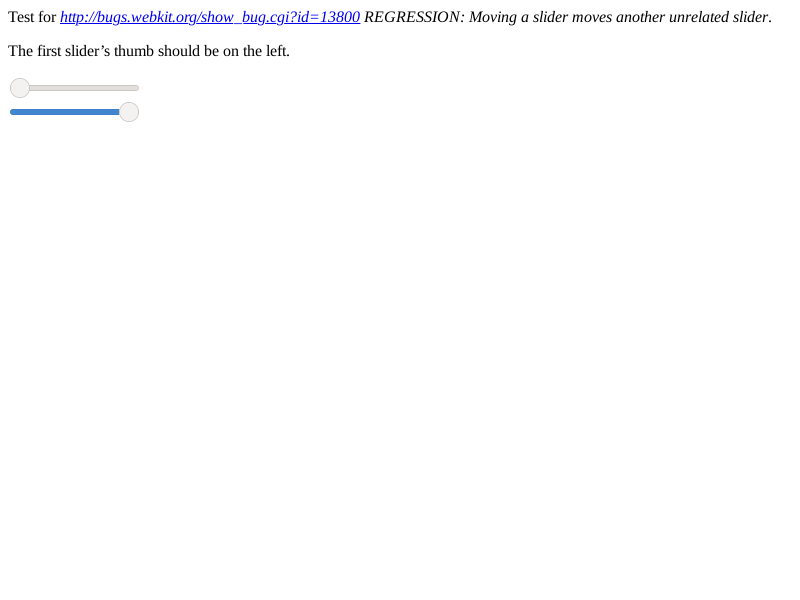 Test for http://bugs.webkit.org/show_bug.cgi?id=13800 REGRESSION: Moving a slider moves another unrelated slider.
The first slider’s thumb should be on the left.